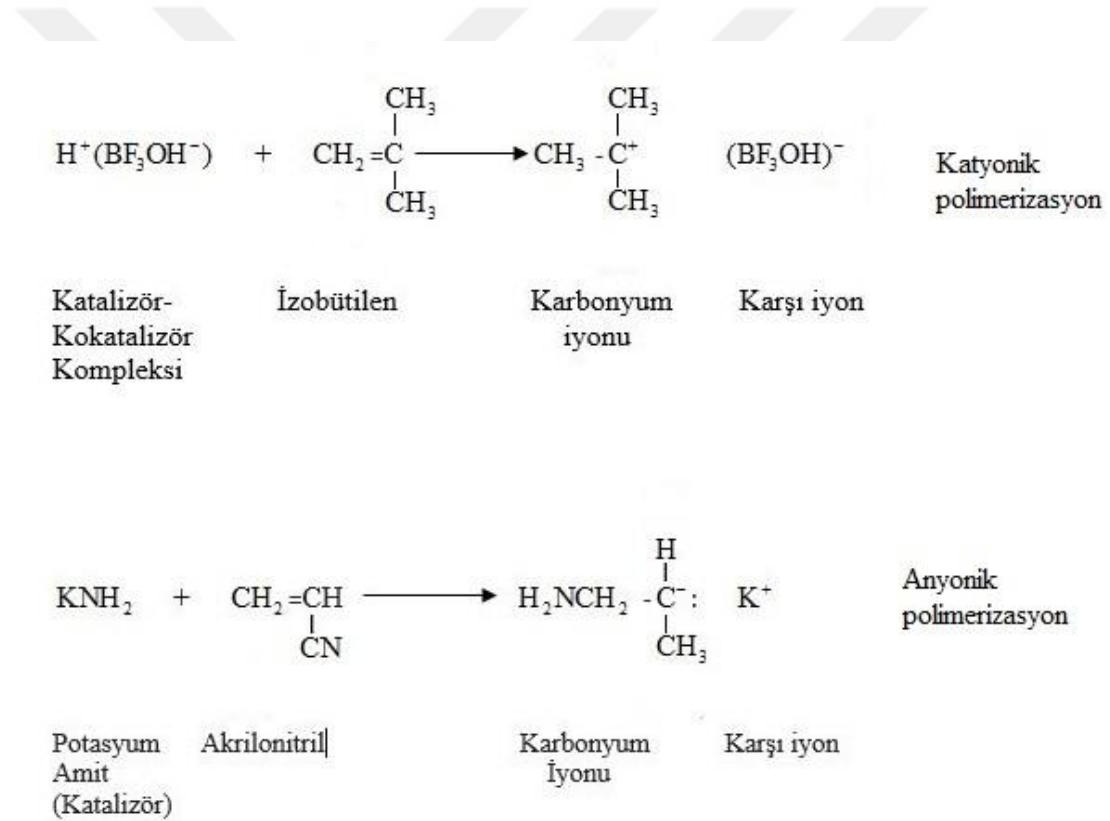 CH₃ CH₃
H⁺(BF₃OH⁻) + CH₂=C → CH₃ -C⁺ (BF₃OH)⁻ Katyonik
polimerizasyon
CH₃ CH₃
Katalizör- İzobütilen Karbonyum Karşı iyon
Kokatalizör iyonu
Kompleksi
H
KNH₂ + CH₂=CH → H₂NCH₂ -C⁻: K⁺ Anyonik
polimerizasyon
CN CH₃
Potasyum Akrilonitril Karbonyum Karşı iyon
Amit İyonu
(Katalizör)